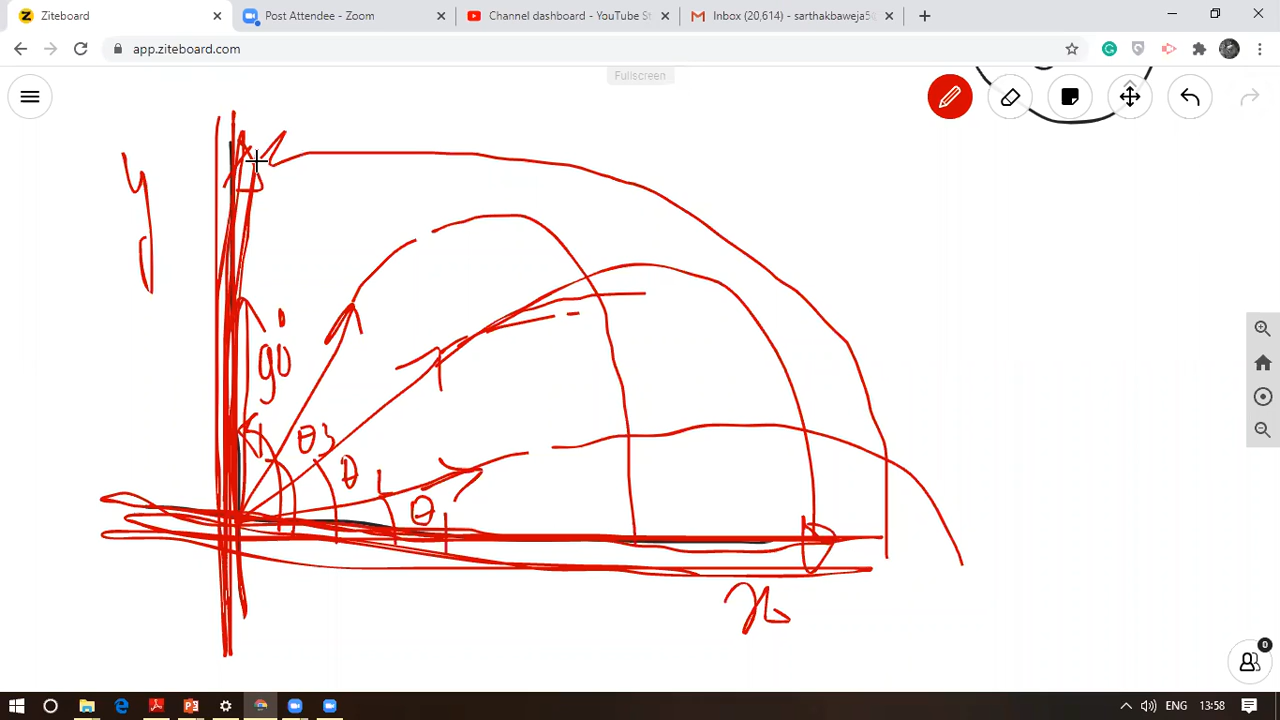 Ziteboard
Post Attendee - Zoom
Channel dashboard - YouTube St
Inbox (20,614) - sarthakbaweja5
app.ziteboard.com
Fullscreen
0
y
90
θ3
θ
θ1
x
ENG
13:58